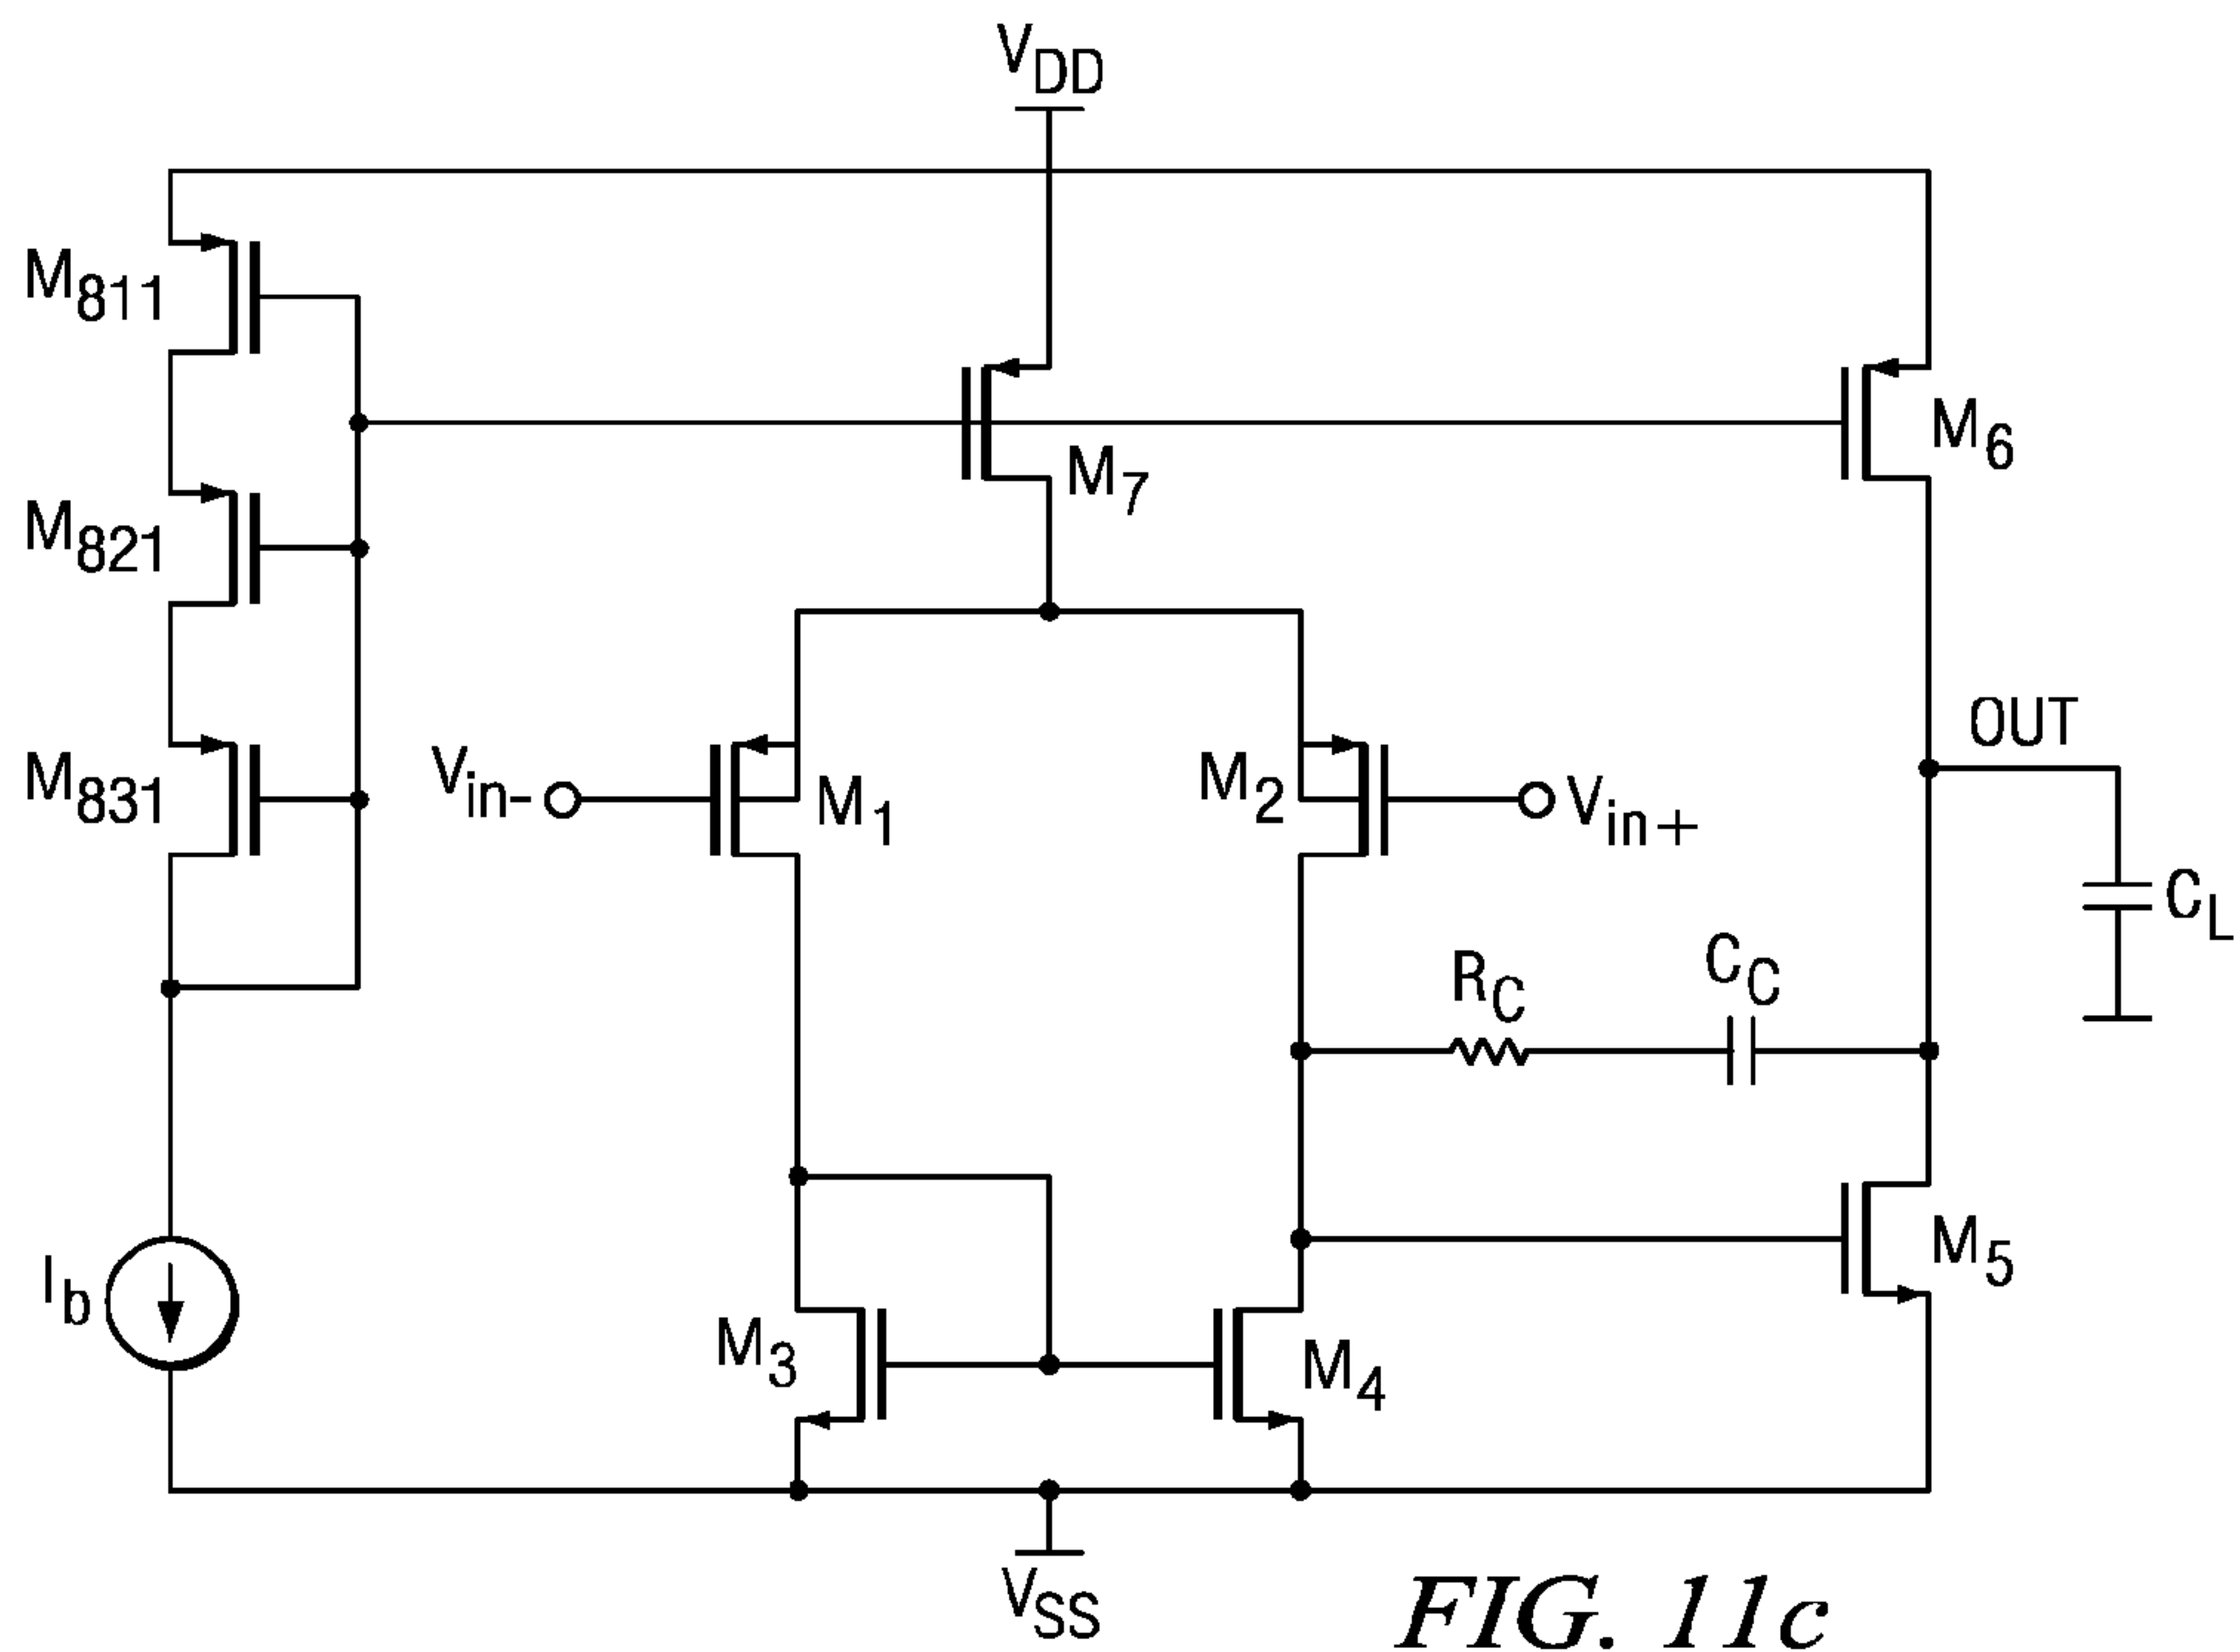 VDD
M811
M7
M6
M821
M831
Vin-
M1
M2
Vin+
OUT
CL
RC
CC
Ib
M3
M4
M5
VSS
FIG. 11c